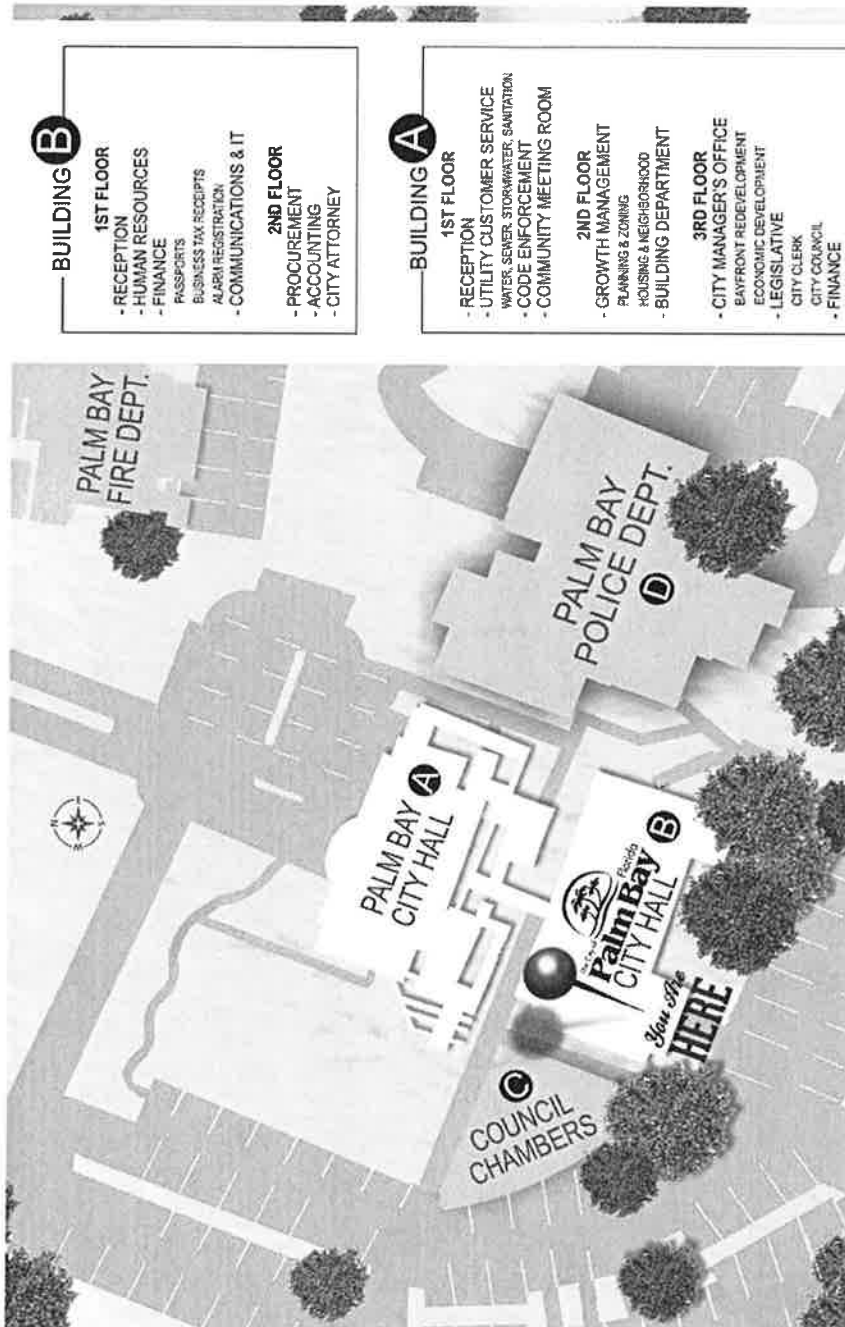 PALM BAY
FIRE DEPT.
N
W
E
S
PALM BAY
CITY HALL
A
PALM BAY
POLICE DEPT.
D
The City of
Palm Bay
Florida
CITY HALL
B
You Are
HERE
C
COUNCIL
CHAMBERS
BUILDING B
1ST FLOOR
- RECEPTION
- HUMAN RESOURCES
- FINANCE
PASSPORTS
BUSINESS TAX RECEIPTS
ALARM REGISTRATION
- COMMUNICATIONS & IT
2ND FLOOR
- PROCUREMENT
- ACCOUNTING
- CITY ATTORNEY
BUILDING A
1ST FLOOR
- RECEPTION
- UTILITY CUSTOMER SERVICE
WATER, SEWER, STORMWATER, SANITATION
- CODE ENFORCEMENT
- COMMUNITY MEETING ROOM
2ND FLOOR
- GROWTH MANAGEMENT
PLANNING & ZONING
HOUSING & NEIGHBORHOOD
- BUILDING DEPARTMENT
3RD FLOOR
- CITY MANAGER'S OFFICE
BAYFRONT REDEVELOPMENT
ECONOMIC DEVELOPMENT
- LEGISLATIVE
CITY CLERK
CITY COUNCIL
- FINANCE